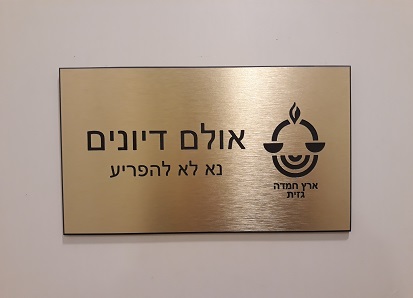 אולם דיונים
נא לא להפריע
ארץ חמדה
גזית